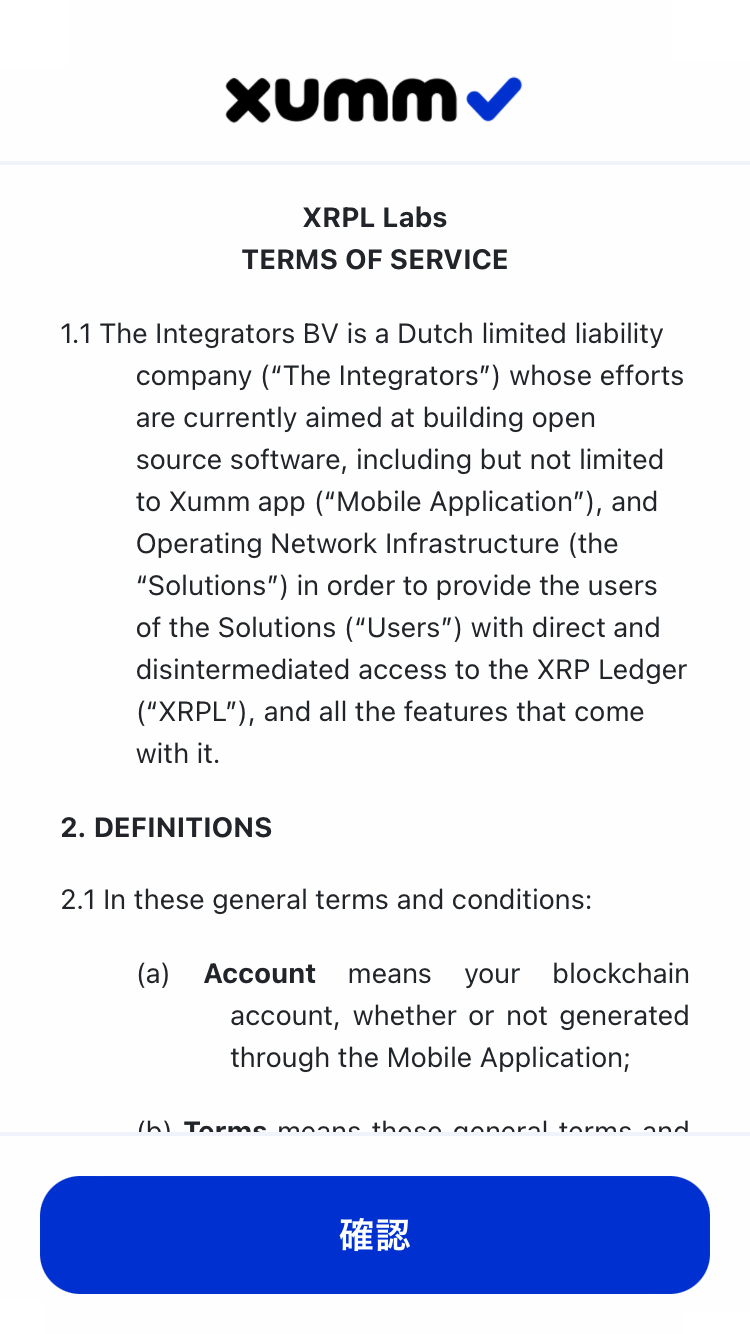 xumm
XRPL Labs
TERMS OF SERVICE
1.1 The Integrators BV is a Dutch limited liability
company (“The Integrators”) whose efforts
are currently aimed at building open
source software, including but not limited
to Xumm app (“Mobile Application”), and
Operating Network Infrastructure (the
“Solutions”) in order to provide the users
of the Solutions (“Users”) with direct and
disintermediated access to the XRP Ledger
(“XRPL”), and all the features that come
with it.
2. DEFINITIONS
2.1 In these general terms and conditions:
(a) Account means your blockchain
account, whether or not generated
through the Mobile Application;
(b) Terms means these general terms and
確認